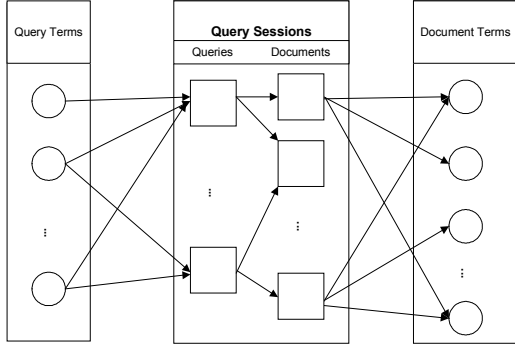 Query Terms
Query Sessions
Document Terms
Queries
Documents
...
...
...
...